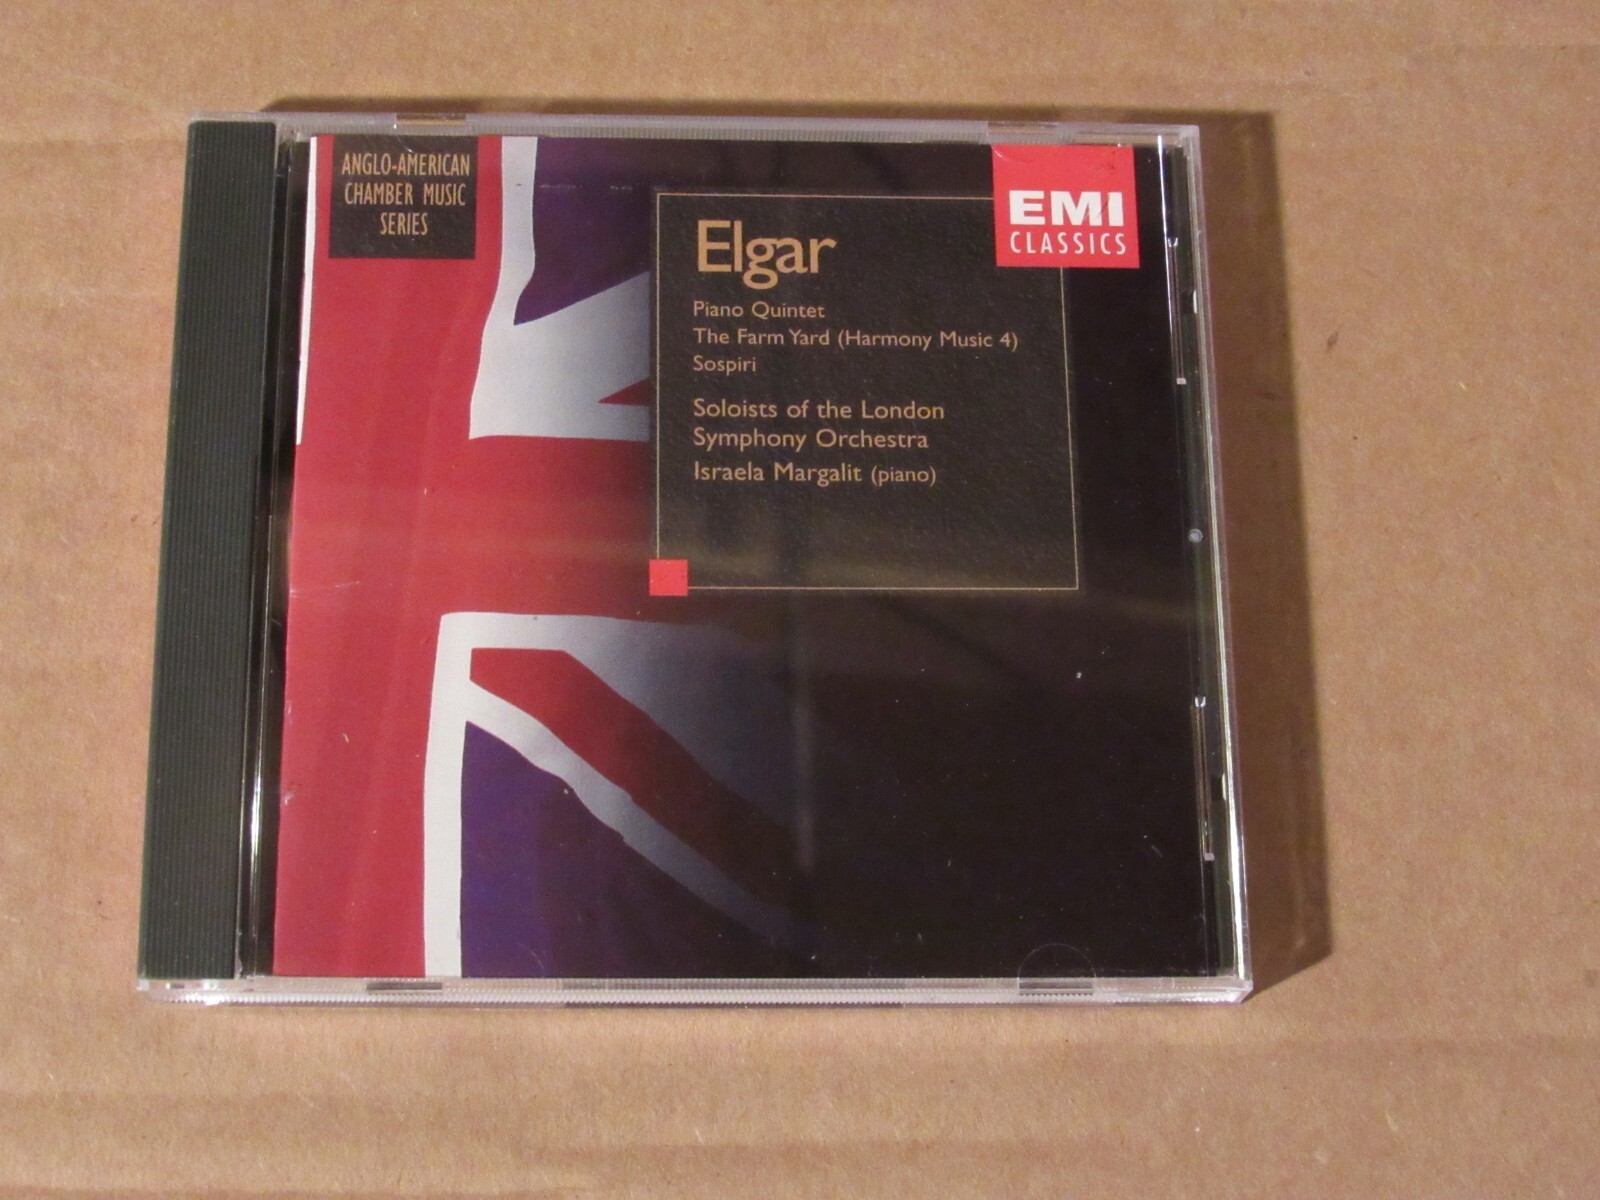 ANGLO-AMERICAN
CHAMBER MUSIC
SERIES
EMI
CLASSICS
Elgar
Piano Quintet
The Farm Yard (Harmony Music 4)
Sospiri
Soloists of the London
Symphony Orchestra
Israela Margalit (piano)